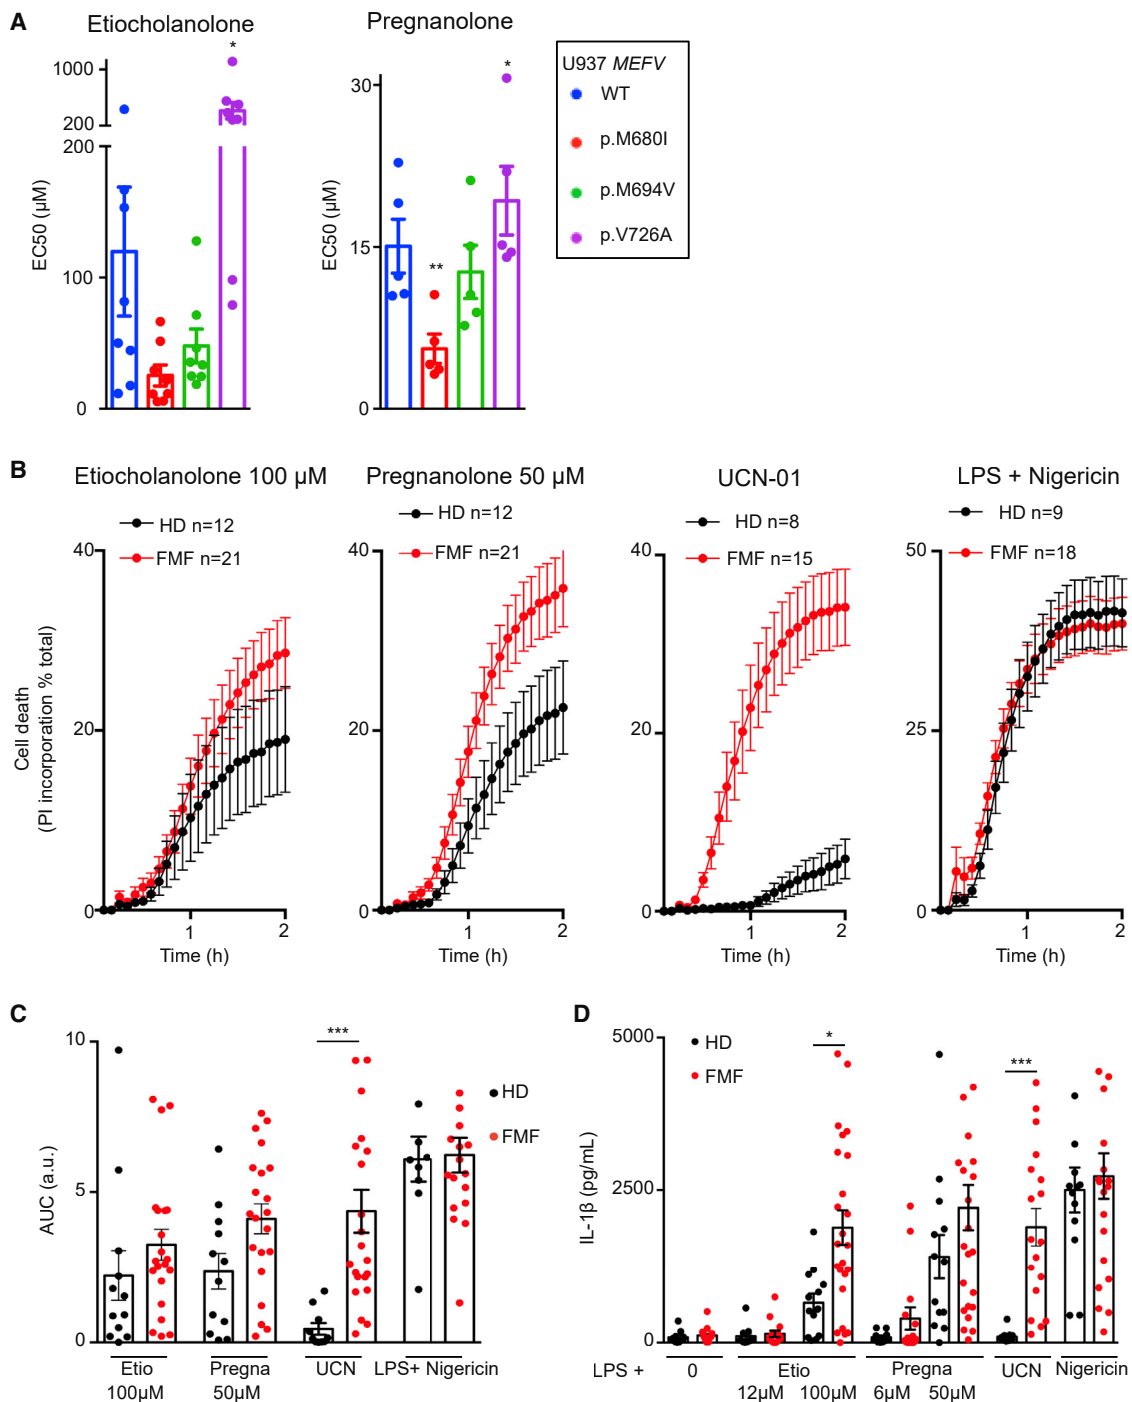 A
Etiocholanolone
Pregnanolone
*
1000
200
200
100
0
EC50 (µM)
**
*
30
15
0
EC50 (µM)
U937 MEFV
WT
p.M680I
p.M694V
p.V726A
B
Etiocholanolone 100 µM
Pregnanolone 50 µM
UCN-01
LPS + Nigericin
HD n=12
FMF n=21
HD n=12
FMF n=21
HD n=8
FMF n=15
HD n=9
FMF n=18
Cell death
(PI incorporation % total)
40
20
0
1
2
Time (h)
40
20
0
1
2
Time (h)
40
20
0
1
2
Time (h)
50
25
0
1
2
Time (h)
C
AUC (a.u.)
10
5
0
***
HD
FMF
Etio
100µM
Pregna
50µM
UCN
LPS+ Nigericin
D
IL-1β (pg/mL)
5000
2500
0
HD
FMF
*
***
LPS +
0
Etio
12µM
100µM
Pregna
6µM
50µM
UCN
Nigericin